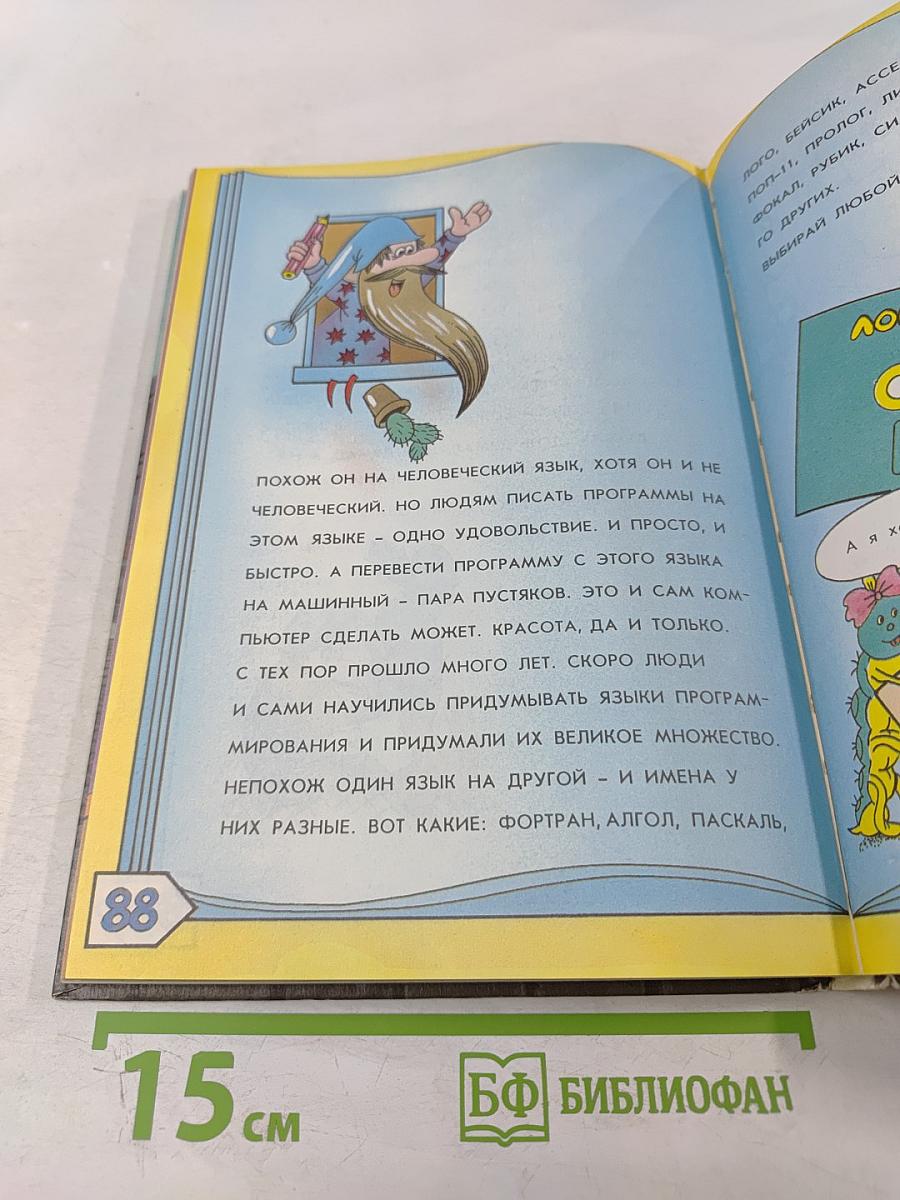 ПОХОЖ ОН НА ЧЕЛОВЕЧЕСКИЙ ЯЗЫК, ХОТЯ ОН И НЕ
ЧЕЛОВЕЧЕСКИЙ. НО ЛЮДЯМ ПИСАТЬ ПРОГРАММЫ НА
ЭТОМ ЯЗЫКЕ – ОДНО УДОВОЛЬСТВИЕ. И ПРОСТО, И
БЫСТРО. А ПЕРЕВЕСТИ ПРОГРАММУ С ЭТОГО ЯЗЫКА
НА МАШИННЫЙ – ПАРА ПУСТЯКОВ. ЭТО И САМ КОМ-
ПЬЮТЕР СДЕЛАТЬ МОЖЕТ. КРАСОТА, ДА И ТОЛЬКО.
С ТЕХ ПОР ПРОШЛО МНОГО ЛЕТ. СКОРО ЛЮДИ
И САМИ НАУЧИЛИСЬ ПРИДУМЫВАТЬ ЯЗЫКИ ПРОГРАМ-
МИРОВАНИЯ И ПРИДУМАЛИ ИХ ВЕЛИКОЕ МНОЖЕСТВО.
НЕПОХОЖ ОДИН ЯЗЫК НА ДРУГОЙ – И ИМЕНА У
НИХ РАЗНЫЕ. ВОТ КАКИЕ: ФОРТРАН, АЛГОЛ, ПАСКАЛЬ,
88
ЛОГО, БЕЙСИК, АССЕ
ПОП-11, ПРОЛОГ, ЛИ
ФОКАЛ, РУБИК, СИ
ГО ДРУГИХ.
ВЫБИРАЙ ЛЮБОЙ
А я хо
15 см
БФ БИБЛИОФАН